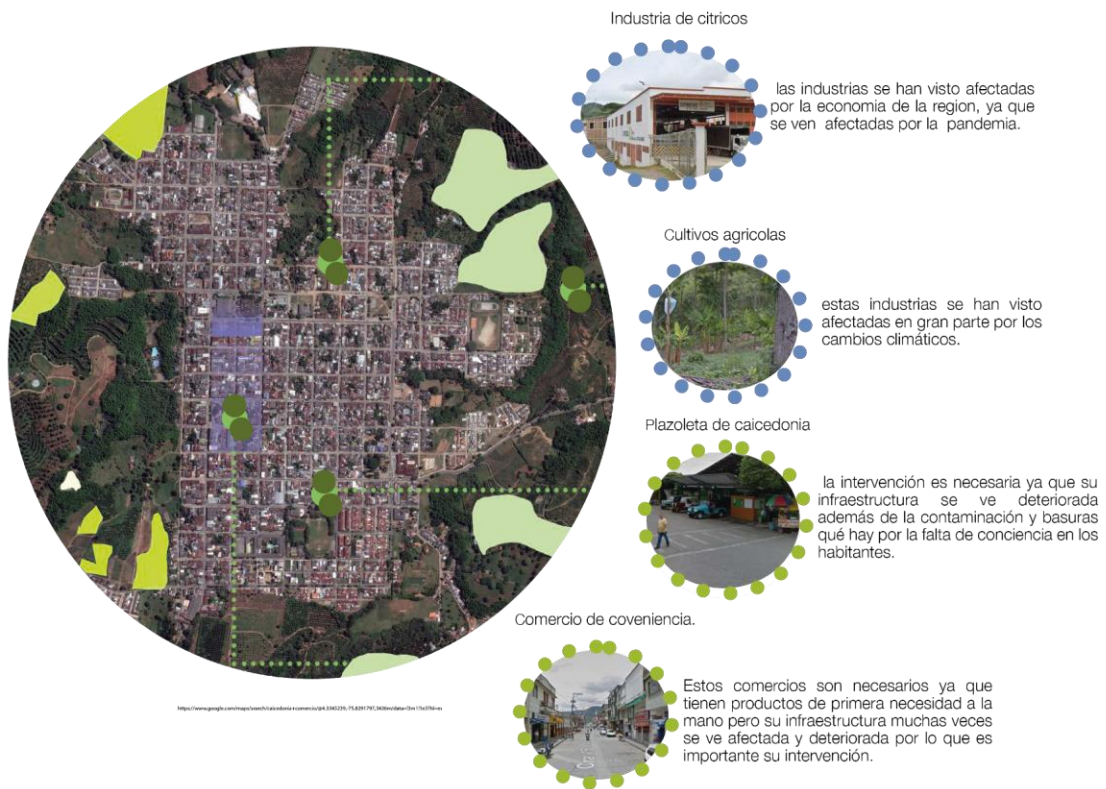 Industria de citricos
las industrias se han visto afectadas
por la economia de la region, ya que
se ven afectadas por la pandemia.
Cultivos agricolas
estas industrias se han visto
afectadas en gran parte por los
cambios climáticos.
Plazoleta de caicedonia
la intervención es necesaria ya que su
infraestructura se ve deteriorada
además de la contaminación y basuras
qué hay por la falta de conciencia en los
habitantes.
Comercio de coveniencia.
Estos comercios son necesarios ya que
tienen productos de primera necesidad a la
mano pero su infraestructura muchas veces
se ve afectada y deteriorada por lo que es
importante su intervención.